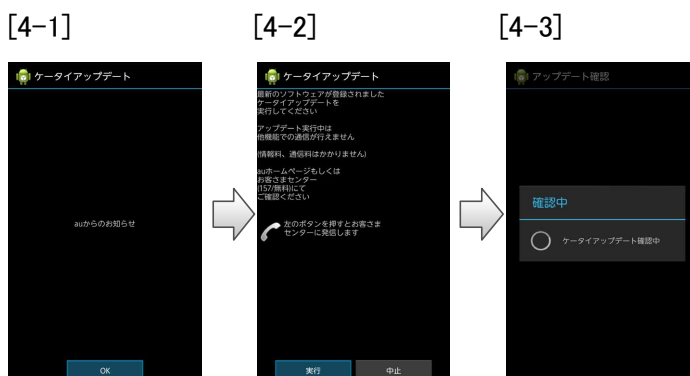 [4-1]
[4-2]
[4-3]
ケータイアップデート
auからのお知らせ
OK
ケータイアップデート
最新のソフトウェアが登録されました
ケータイアップデートを
実行してください
アップデート実行中は
他機能での通信が行えません
(情報料、通信料はかかりません)
auホームページもしくは
お客さまセンター
(157/無料)にて
ご確認ください
左のボタンを押すとお客さま
センターに発信します
実行
中止
アップデート確認
確認中
ケータイアップデート確認中